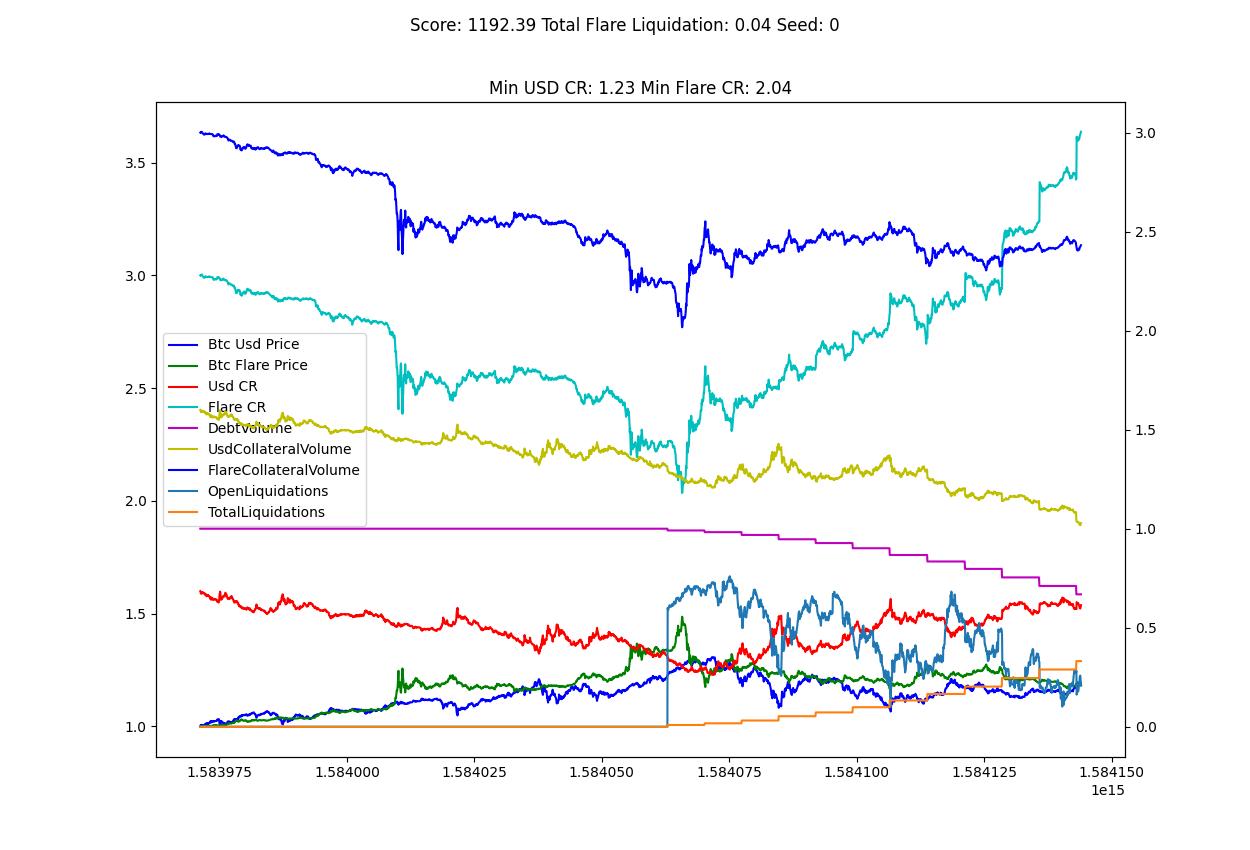 Score: 1192.39 Total Flare Liquidation: 0.04 Seed: 0
Min USD CR: 1.23 Min Flare CR: 2.04
3.5
3.0
2.5
2.0
1.5
1.0
3.0
2.5
2.0
1.5
1.0
0.5
0.0
Btc Usd Price
Btc Flare Price
Usd CR
Flare CR
DebtVolume
UsdCollateralVolume
FlareCollateralVolume
OpenLiquidations
TotalLiquidations
1.583975 1.584000 1.584025 1.584050 1.584075 1.584100 1.584125 1.584150
1e15